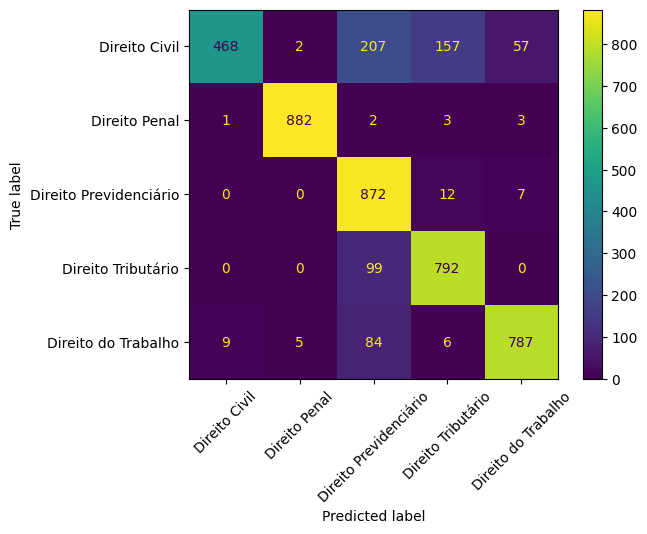 True label
Direito Civil 468 2 207 157 57
Direito Penal 1 882 2 3 3
Direito Previdenciário 0 0 872 12 7
Direito Tributário 0 0 99 792 0
Direito do Trabalho 9 5 84 6 787
Direito Civil
Direito Penal
Direito Previdenciário
Direito Tributário
Direito do Trabalho
Predicted label
800
700
600
500
400
300
200
100
0